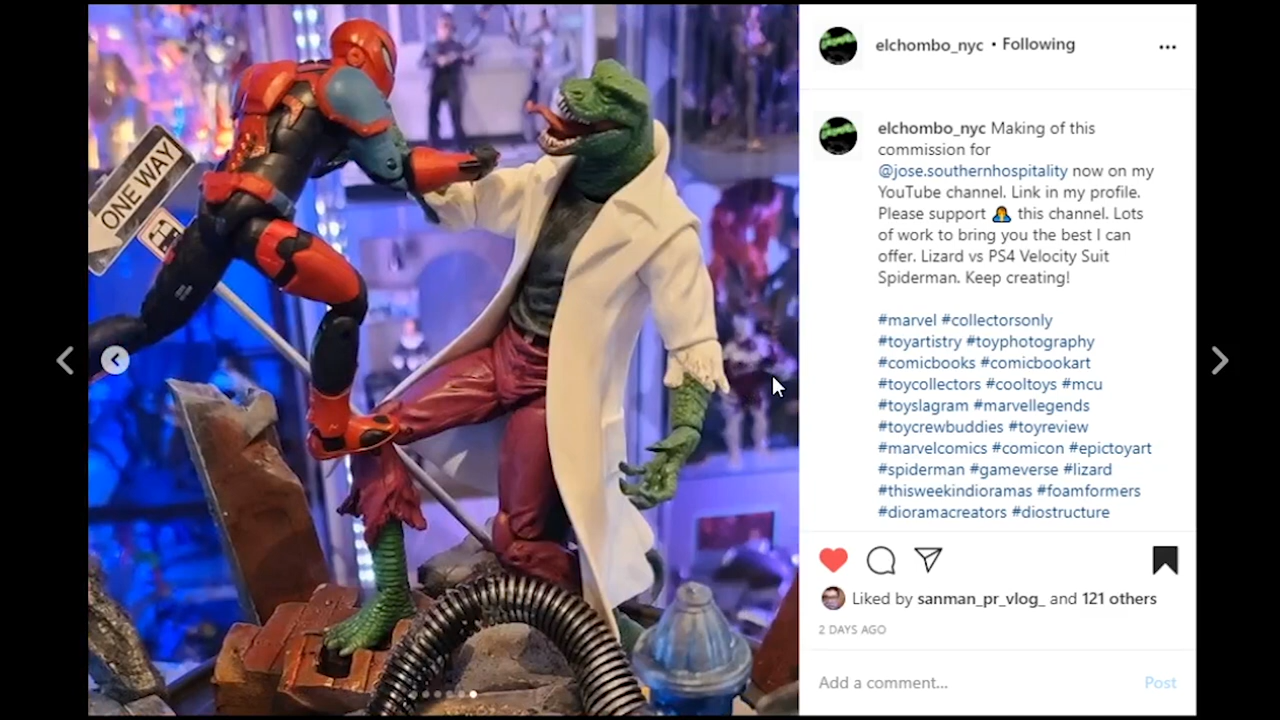 ONE WAY
elchombo_nyc • Following
elchombo_nyc Making of this
commission for
@jose.southernhospitality now on my
YouTube channel. Link in my profile.
Please support this channel. Lots
of work to bring you the best I can
offer. Lizard vs PS4 Velocity Suit
Spiderman. Keep creating!
#marvel #collectorsonly
#toyartistry #toyphotography
#comicbooks #comicbookart
#toycollectors #cooltoys #mcu
#toyslagram #marvellegends
#toycrewbuddies #toyreview
#marvelcomics #comicon #epictoyart
#spiderman #gameverse #lizard
#thisweekindioramas #foamformers
#dioramacreators #diostructure
Liked by sanman_pr_vlog_ and 121 others
2 DAYS AGO
Add a comment...
Post